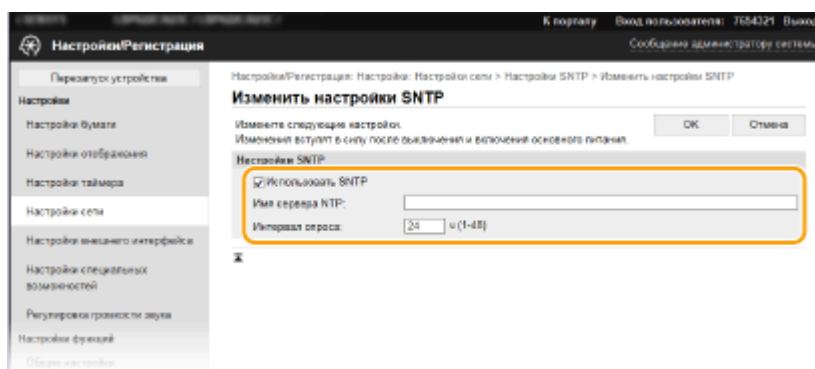 К порталу Вход пользователя: 7654321 Выход
Настройки/Регистрация
Сообщение администратору системы
Перезапуск устройства
Настройки
Настройки бумаги
Настройки отображения
Настройки таймера
Настройки сети
Настройки внешнего интерфейса
Настройки специальных
возможностей
Регулировка громкости звука
Настройки функций
Общие настройки
Настройки/Регистрация: Настройки: Настройки сети > Настройки SNTP > Изменить настройки SNTP
Изменить настройки SNTP
Измените следующие настройки.
Изменения вступят в силу после выключения и включения основного питания.
OK Отмена
Настройки SNTP
Использовать SNTP
Имя сервера NTP:
Интервал опроса: 24 ч (1-48)